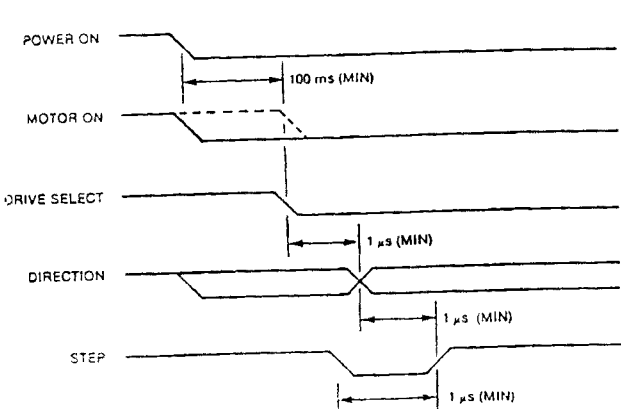 POWER ON
100 ms (MIN)
MOTOR ON
DRIVE SELECT
1 µs (MIN)
DIRECTION
1 µs (MIN)
STEP
1 µs (MIN)